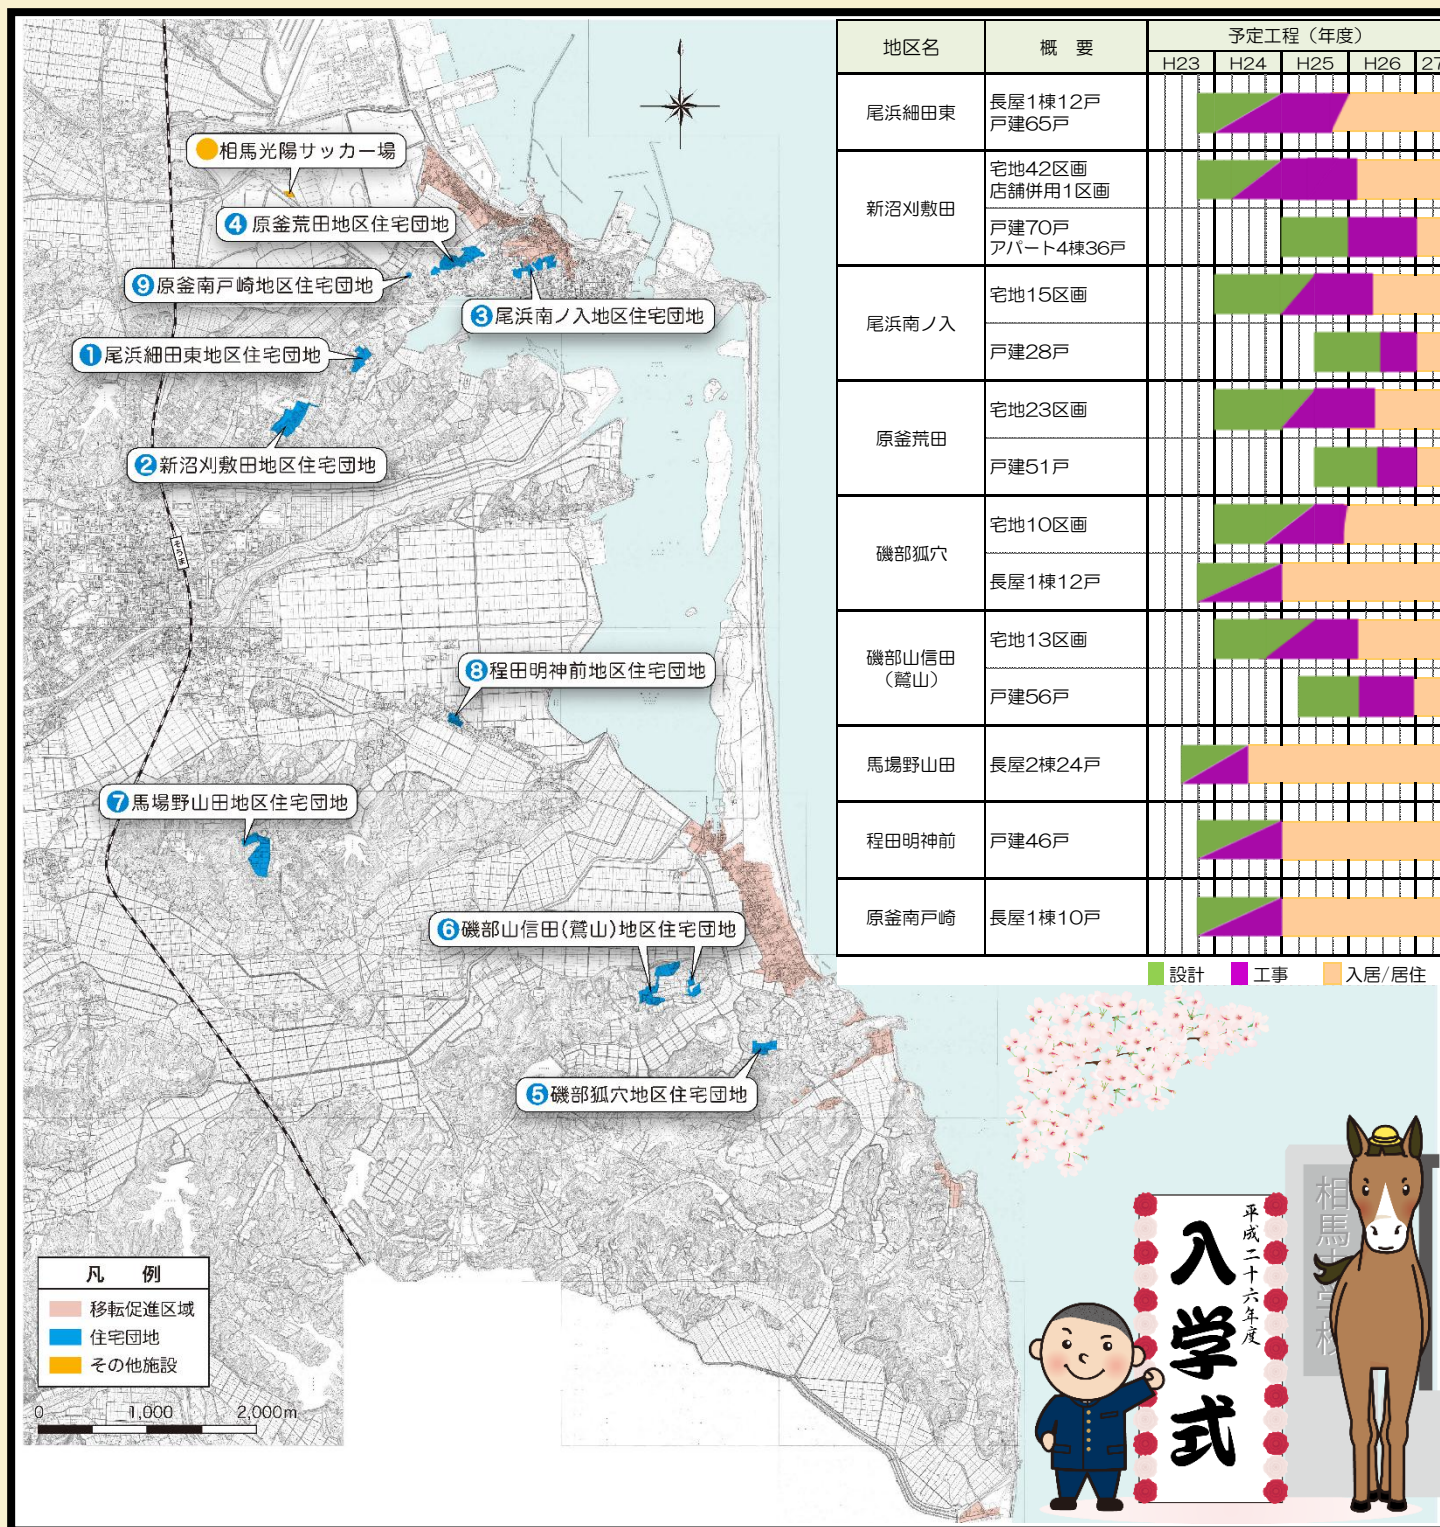 相馬光陽サッカー場
4 原釜荒田地区住宅団地
9 原釜南戸崎地区住宅団地
3 尾浜南ノ入地区住宅団地
1 尾浜細田東地区住宅団地
2 新沼刈敷田地区住宅団地
8 程田明神前地区住宅団地
7 馬場野山田地区住宅団地
6 磯部山信田(鷲山)地区住宅団地
5 磯部狐穴地区住宅団地
凡 例
移転促進区域
住宅団地
その他施設
0 1,000 2,000m
地区名 概 要 予定工程（年度）
H23 H24 H25 H26 27
尾浜細田東 長屋1棟12戸
戸建65戸
新沼刈敷田 宅地42区画
店舗併用1区画
戸建70戸
アパート4棟36戸
尾浜南ノ入 宅地15区画
戸建28戸
原釜荒田 宅地23区画
戸建51戸
磯部狐穴 宅地10区画
長屋1棟12戸
磯部山信田
（鷲山） 宅地13区画
戸建56戸
馬場野山田 長屋2棟24戸
程田明神前 戸建46戸
原釜南戸崎 長屋1棟10戸
設計 工事 入居/居住
平成二十六年度
入学式